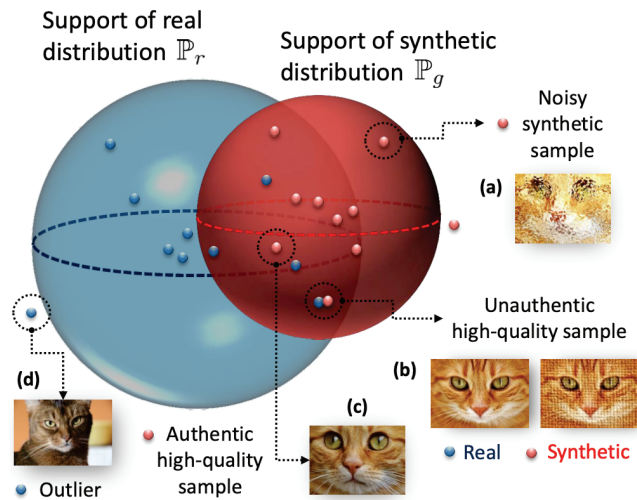 Support of real
distribution ℙr
Support of synthetic
distribution ℙg
Noisy
synthetic
sample
(a)
Unauthentic
high-quality sample
(b)
Real
Synthetic
(c)
(d)
Authentic
high-quality
sample
Outlier